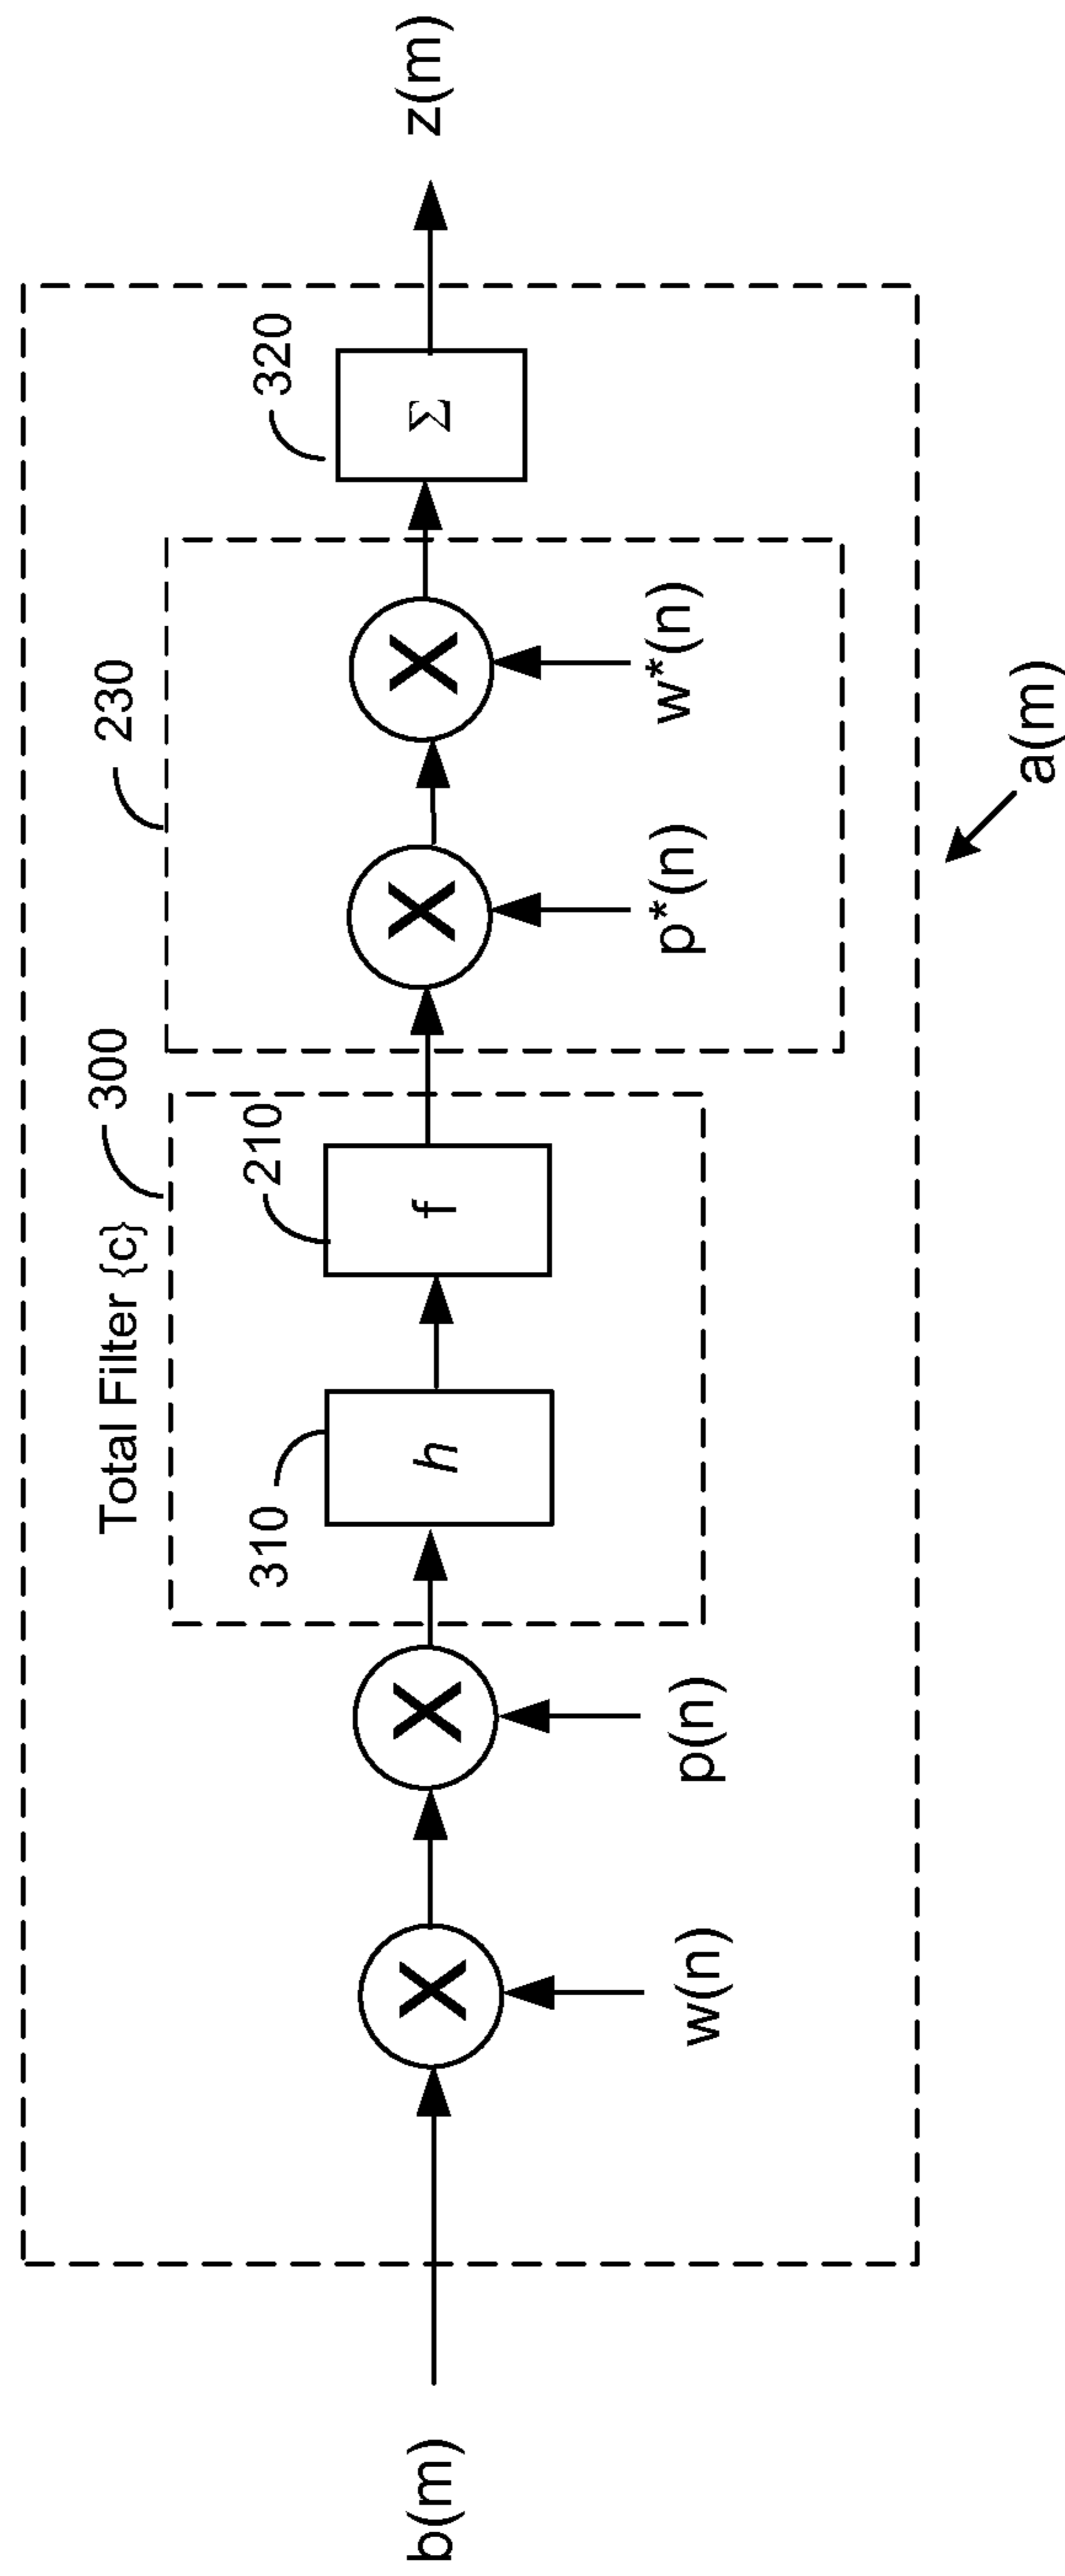 b(m)
X
w(n)
X
p(n)
Total Filter {c}
300
310
h
210
f
230
X
p*(n)
X
w*(n)
320
Σ
z(m)
a(m)